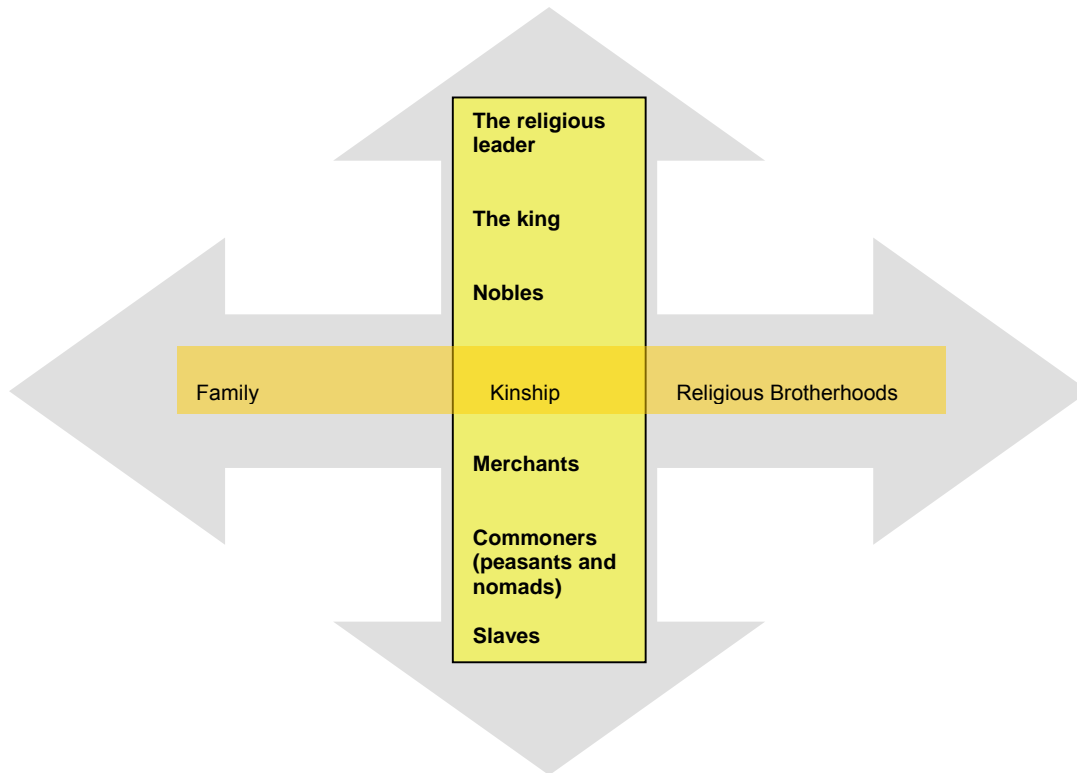 The religious
leader
The king
Nobles
Family Kinship Religious Brotherhoods
Merchants
Commoners
(peasants and
nomads)
Slaves